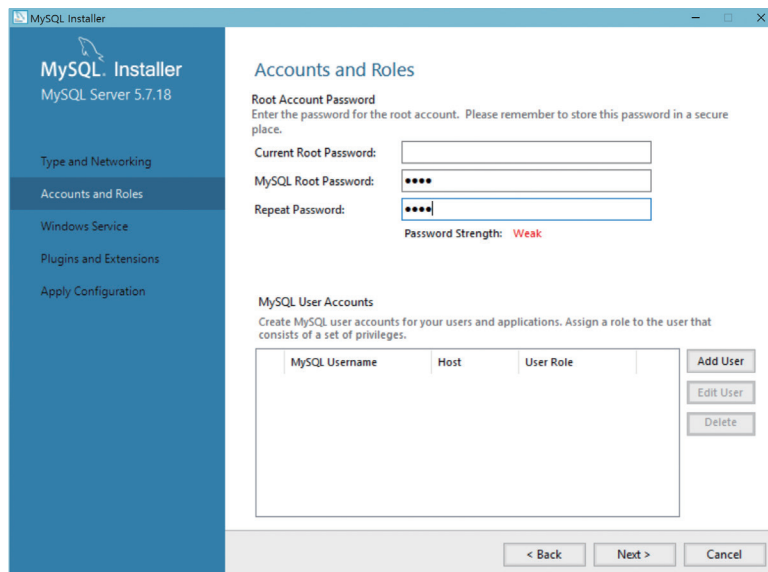 MySQL Installer
MySQL. Installer
MySQL Server 5.7.18
Type and Networking
Accounts and Roles
Windows Service
Plugins and Extensions
Apply Configuration
Accounts and Roles
Root Account Password
Enter the password for the root account. Please remember to store this password in a secure
place.
Current Root Password:
MySQL Root Password: ●●●●
Repeat Password: ●●●●
Password Strength: Weak
MySQL User Accounts
Create MySQL user accounts for your users and applications. Assign a role to the user that
consists of a set of privileges.
MySQL Username Host User Role
Add User
Edit User
Delete
< Back Next > Cancel